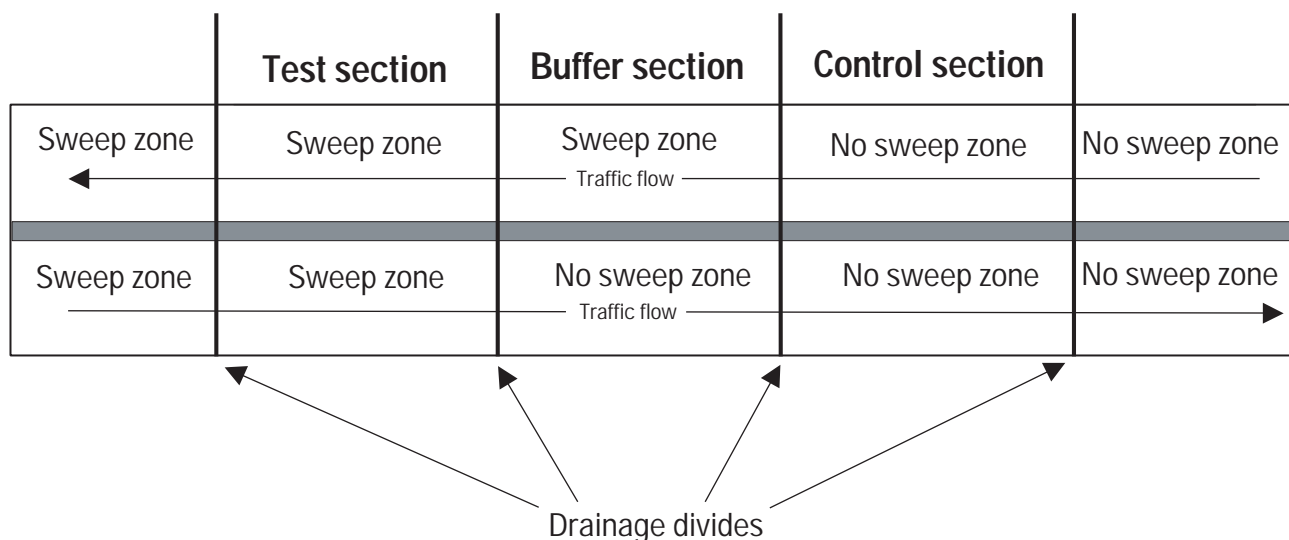 Test section Buffer section Control section
Sweep zone Sweep zone Sweep zone No sweep zone No sweep zone
Traffic flow
Sweep zone Sweep zone No sweep zone No sweep zone No sweep zone
Traffic flow
Drainage divides